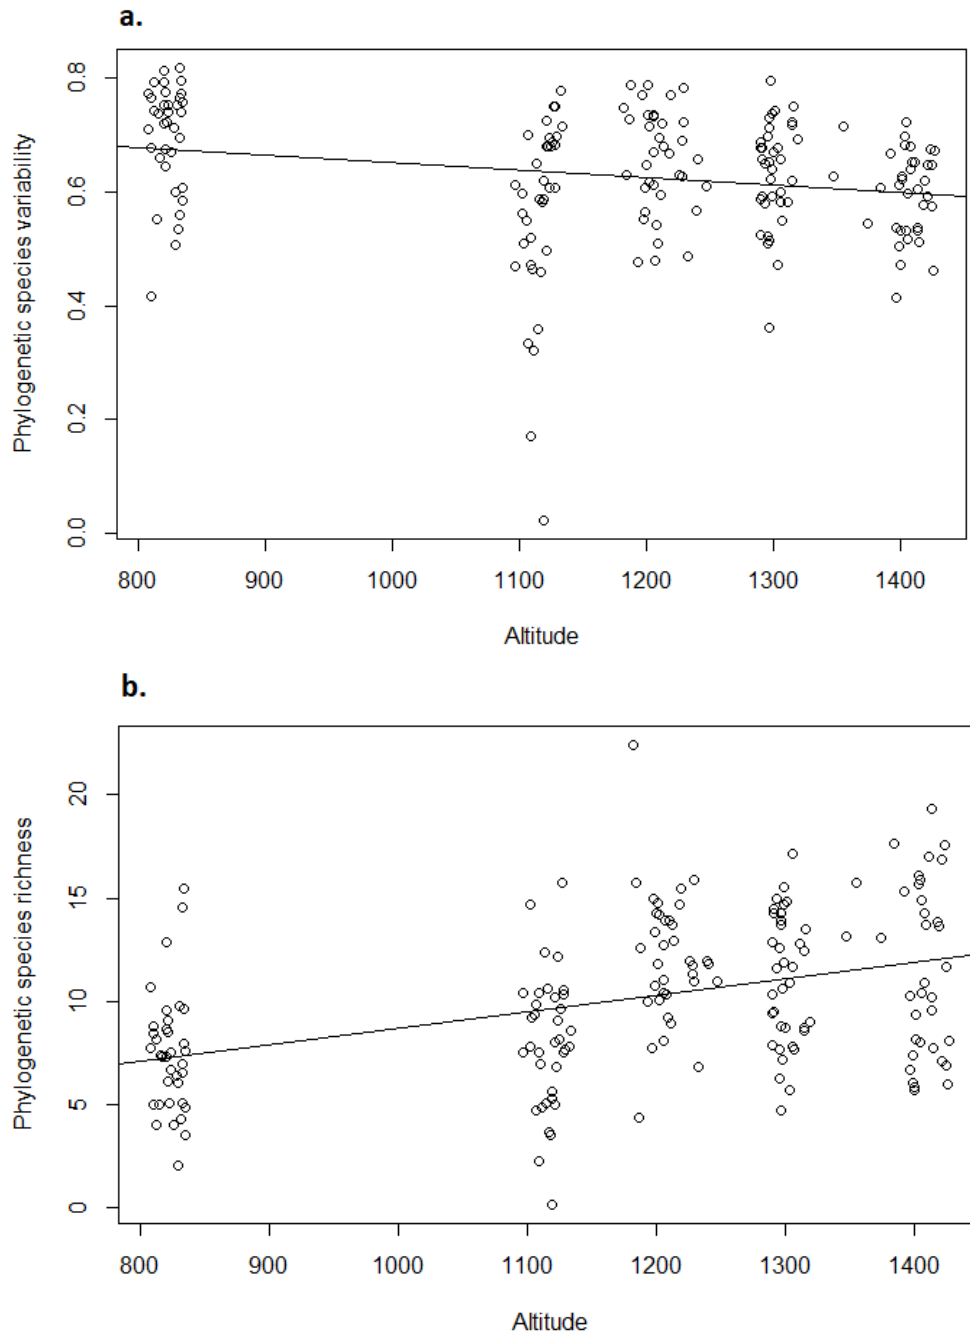 a.
Phylogenetic species variability
0.8
0.6
0.4
0.2
0.0
800 900 1000 1100 1200 1300 1400
Altitude
b.
Phylogenetic species richness
20
15
10
5
0
800 900 1000 1100 1200 1300 1400
Altitude